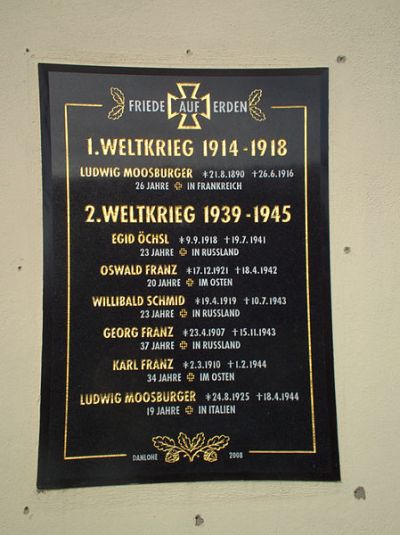 FRIEDE AUF ERDEN
1. WELTKRIEG 1914 - 1918
LUDWIG MOOSBURGER *21.8.1890 †26.6.1916
26 JAHRE ✠ IN FRANKREICH
2. WELTKRIEG 1939 - 1945
EGID ÖCHSL *9.9.1918 †19.7.1941
23 JAHRE ✠ IN RUSSLAND
OSWALD FRANZ *17.12.1921 †18.4.1942
20 JAHRE ✠ IM OSTEN
WILLIBALD SCHMID *19.4.1919 †10.7.1943
23 JAHRE ✠ IN RUSSLAND
GEORG FRANZ *23.4.1907 †15.11.1943
37 JAHRE ✠ IN RUSSLAND
KARL FRANZ *2.3.1910 †1.2.1944
34 JAHRE ✠ IM OSTEN
LUDWIG MOOSBURGER *24.8.1925 †18.4.1944
19 JAHRE ✠ IN ITALIEN
DANLOHE 2008